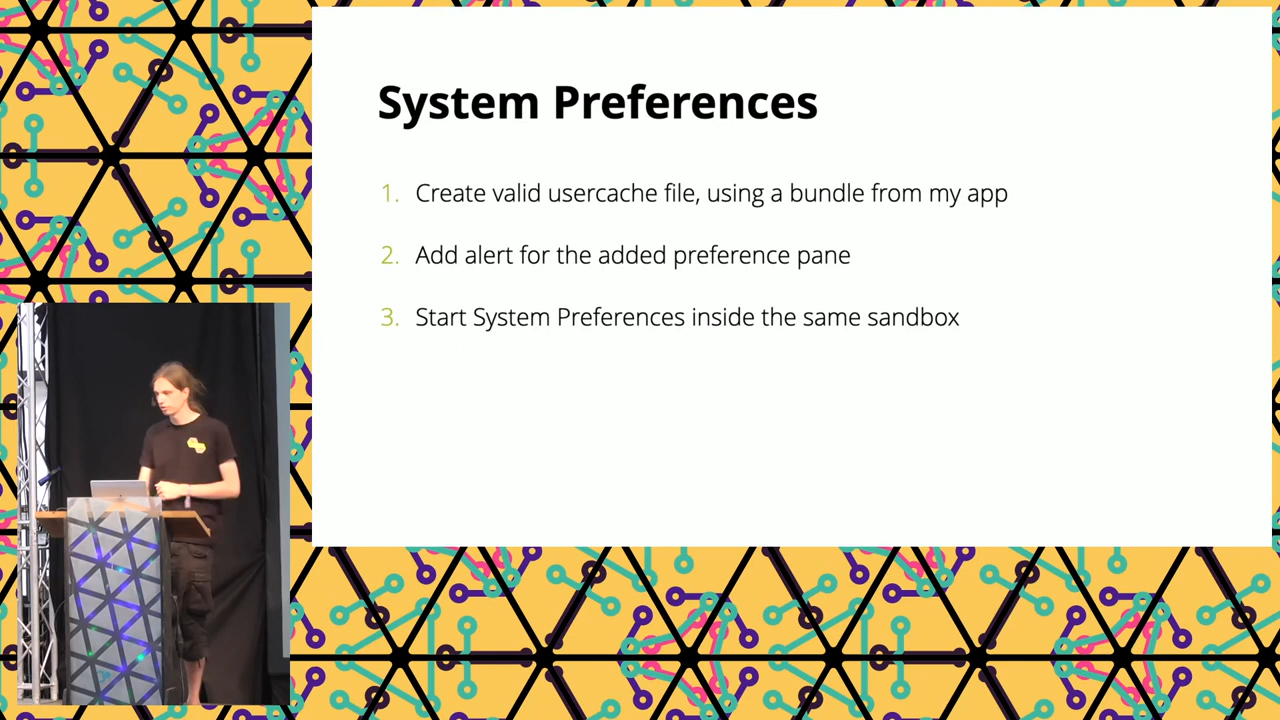 System Preferences
1. Create valid usercache file, using a bundle from my app
2. Add alert for the added preference pane
3. Start System Preferences inside the same sandbox